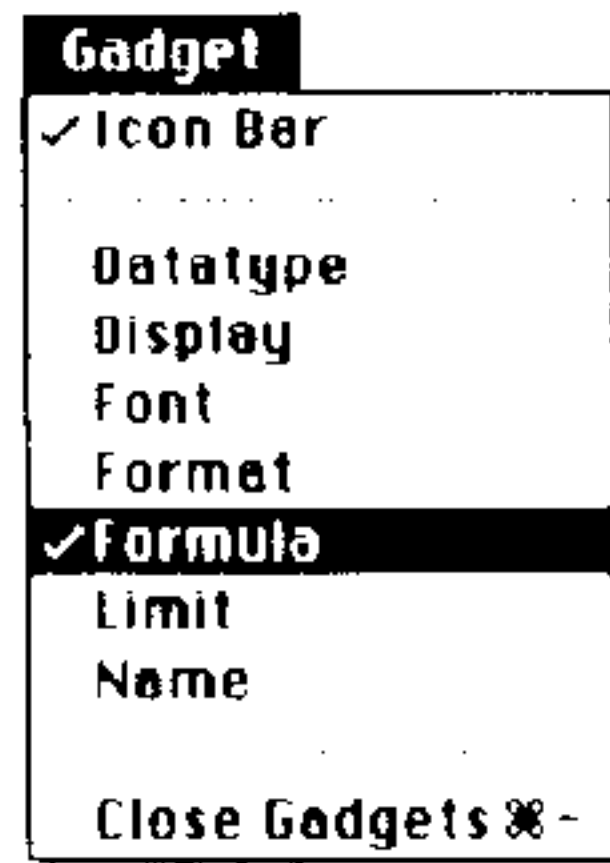 Gadget
✓Icon Bar
Datatype
Display
Font
Format
✓Formula
Limit
Name
Close Gadgets ⌘-